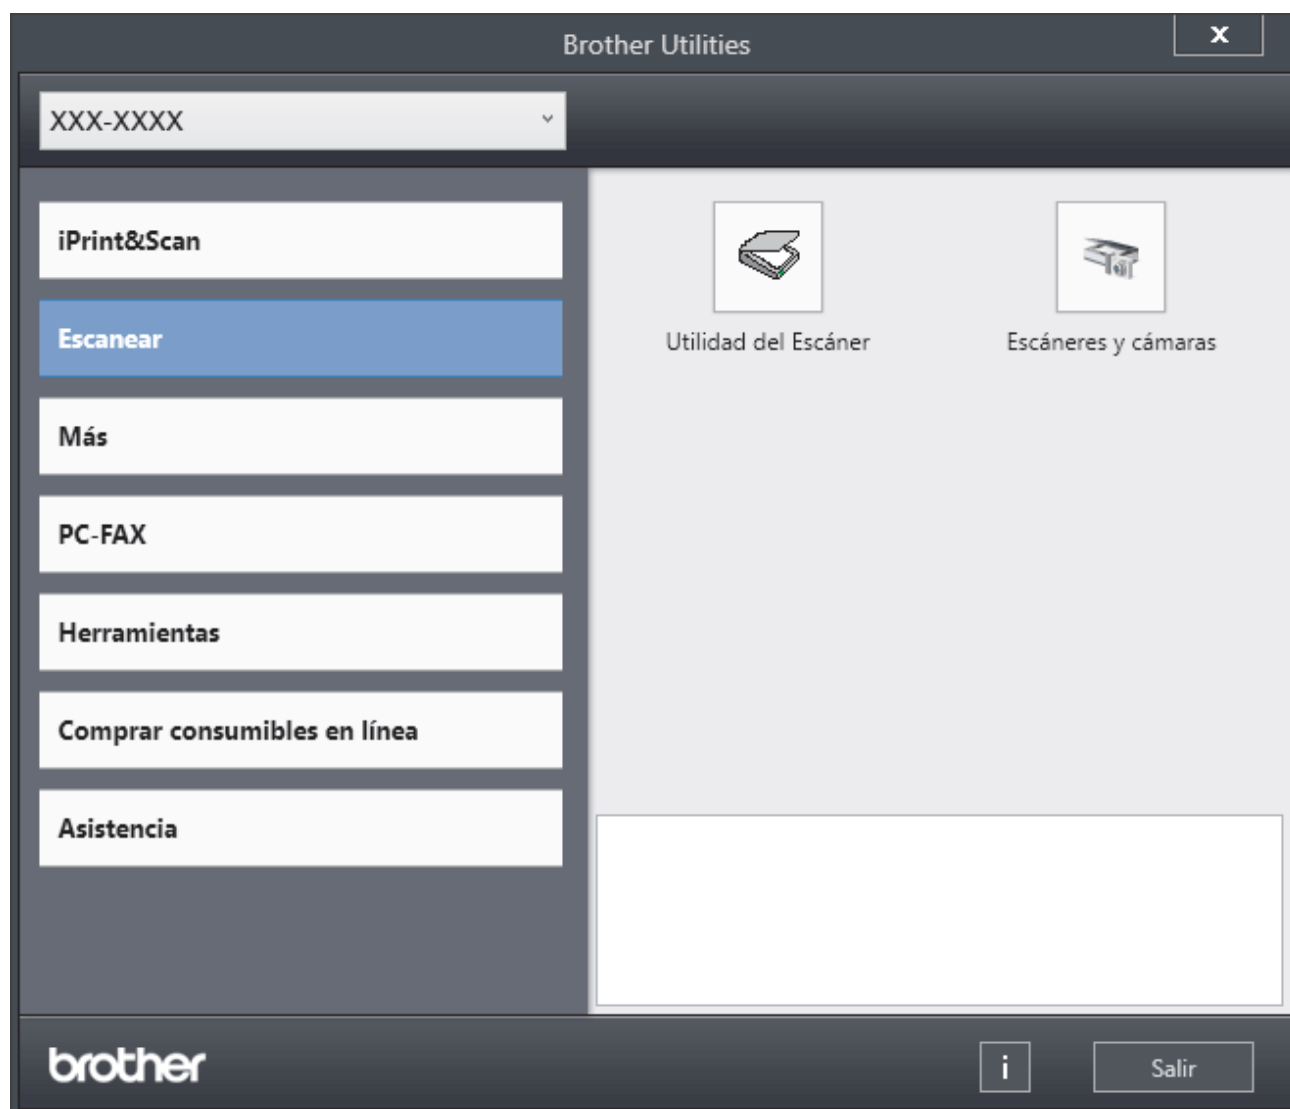 Brother Utilities
x
XXX-XXXX
iPrint&Scan
Escanear
Más
PC-FAX
Herramientas
Comprar consumibles en línea
Asistencia
Utilidad del Escáner
Escáneres y cámaras
brother
i
Salir